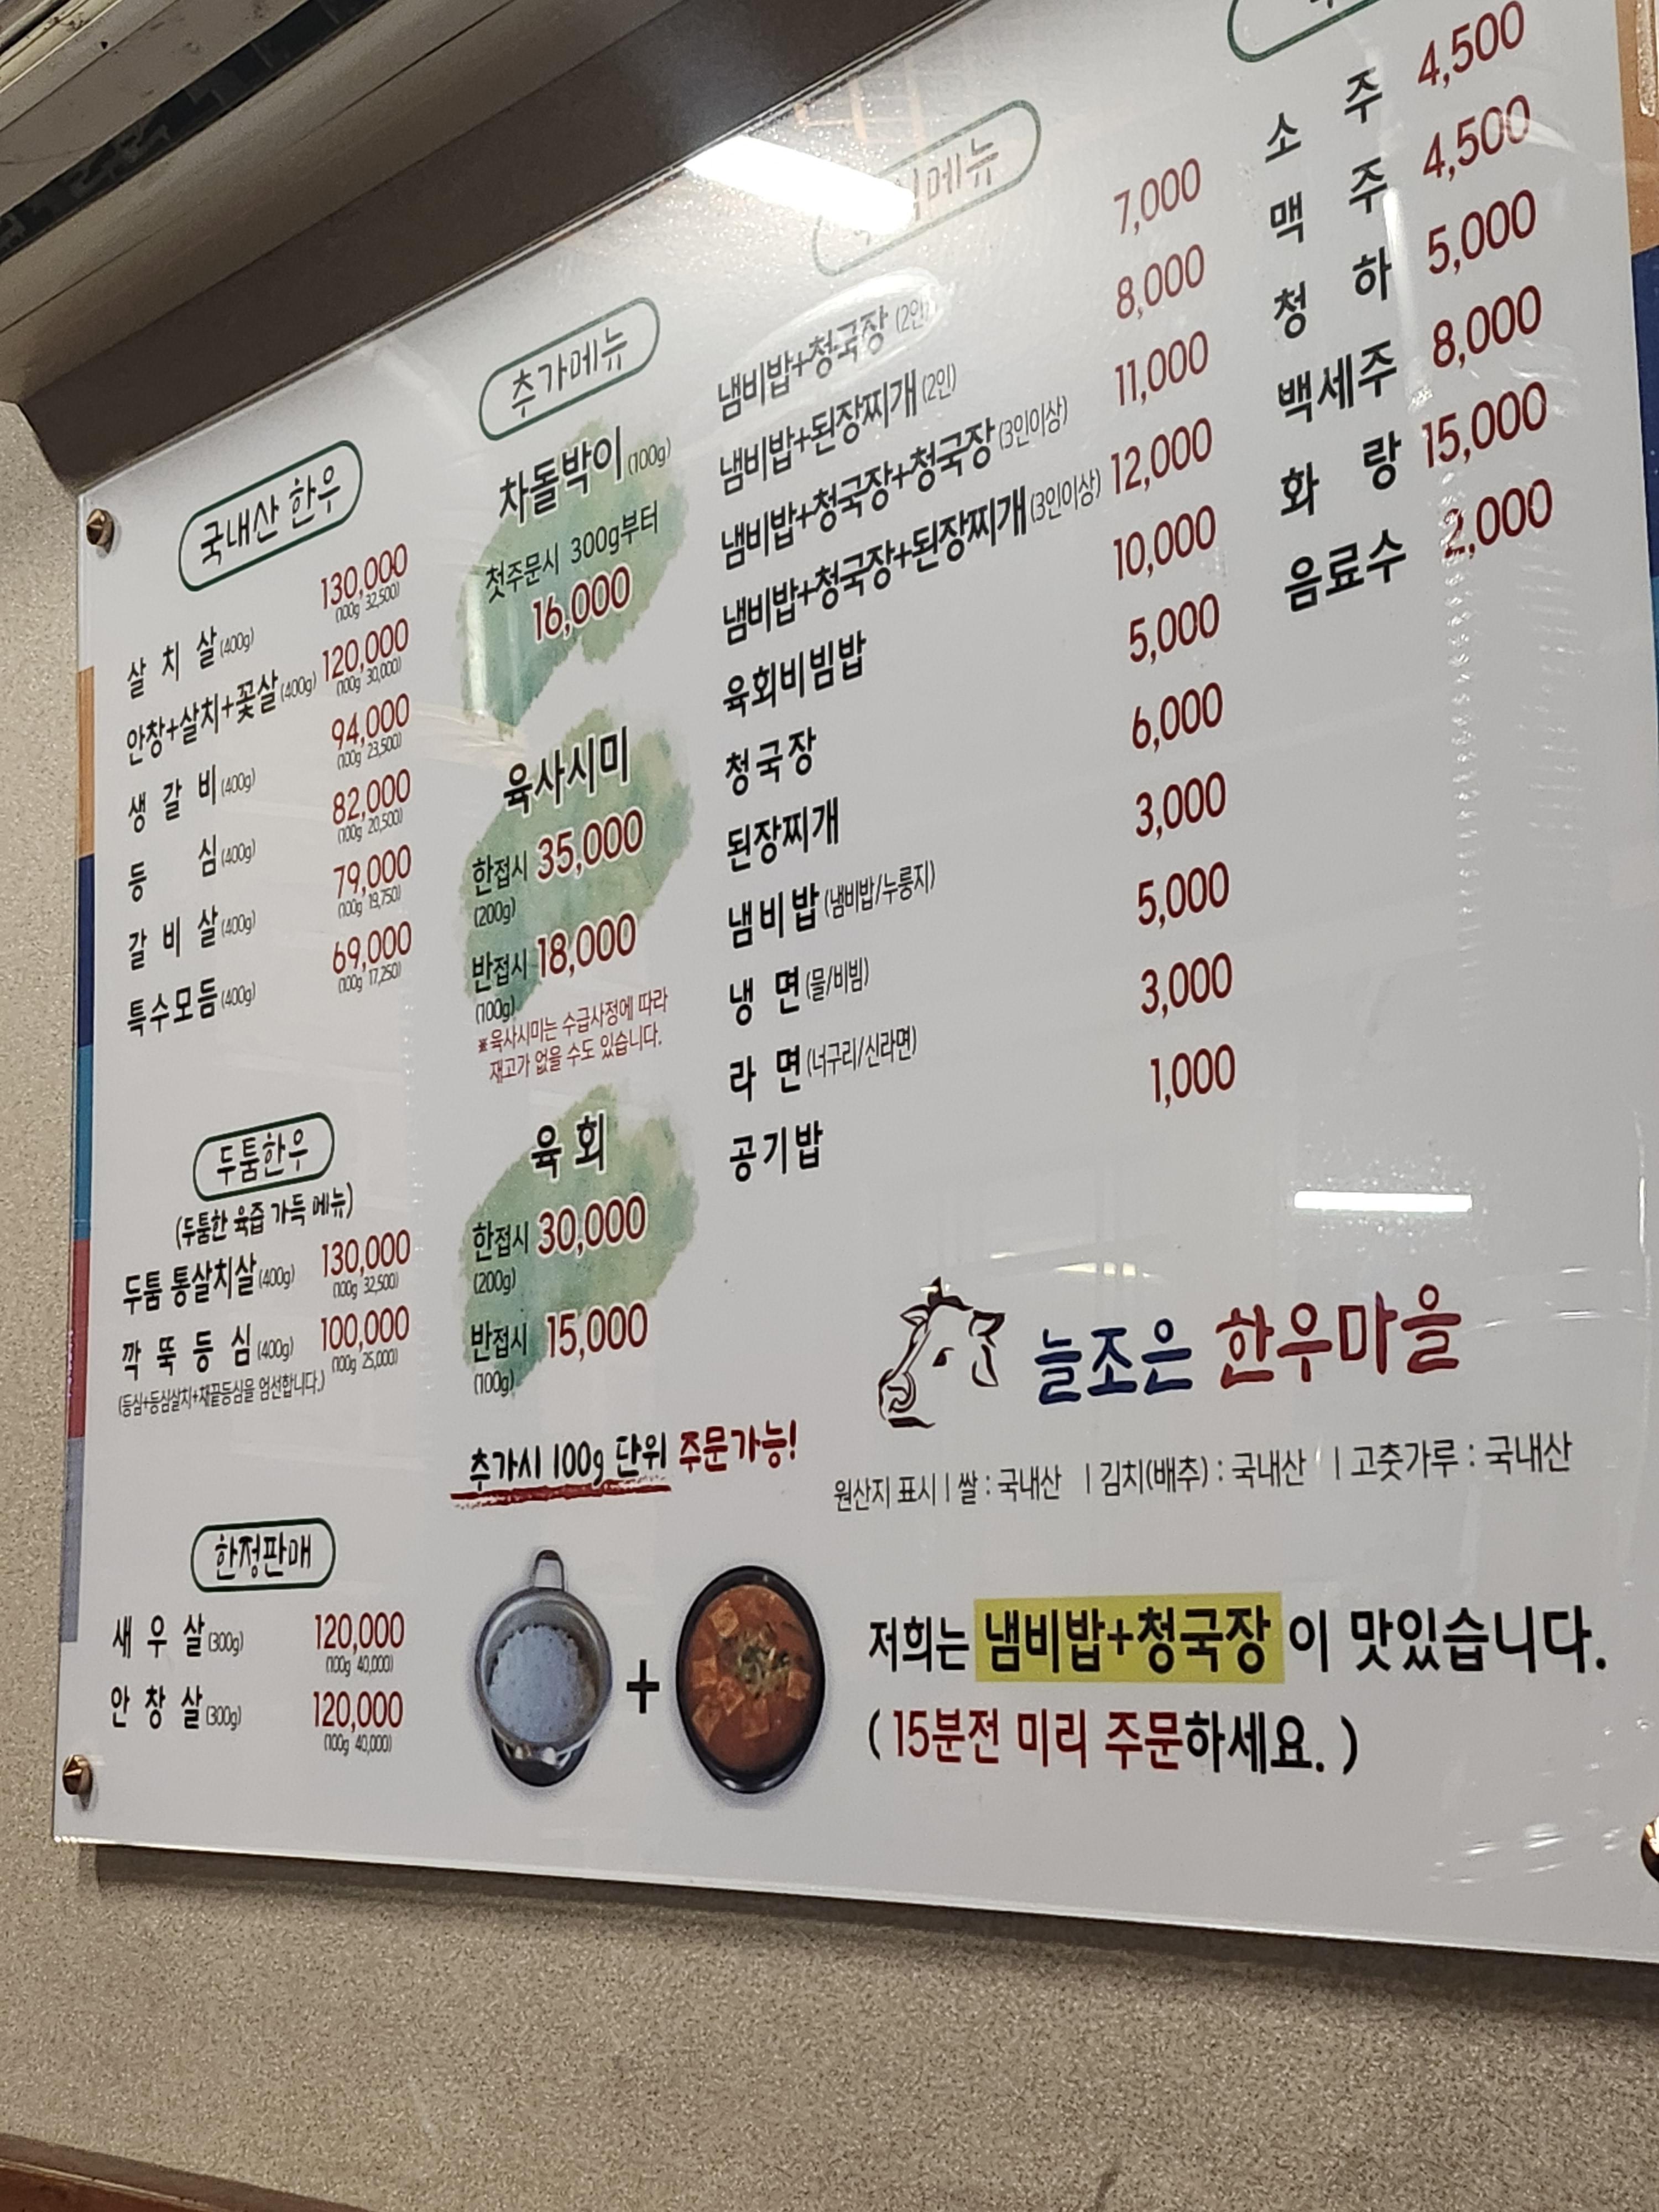 국내산 한우
살치살(400g) 130,000
(100g 32,500)
안창+살치+꽃살(400g) 120,000
(100g 30,000)
생갈비(400g) 94,000
(100g 23,500)
등심(400g) 82,000
(100g 20,500)
갈비살(400g) 79,000
(100g 19,750)
특수모듬(400g) 69,000
(100g 17,250)
두툼한우
(두툼한 육즙 가득 메뉴)
두툼 통살치살(400g) 130,000
(100g 32,500)
깍뚝등심(400g) 100,000
(100g 25,000)
(등심+등심살치+채끝등심을 엄선합니다.)
한정판매
새우살(300g) 120,000
(100g 40,000)
안창살(300g) 120,000
(100g 40,000)
추가메뉴
차돌박이(100g)
첫주문시 300g부터
16,000
육사시미
한접시 35,000
(200g)
반접시 18,000
(100g)
※육사시미는 수급사정에 따라
재고가 없을 수도 있습니다.
육회
한접시 30,000
(200g)
반접시 15,000
(100g)
추가시 100g 단위 주문가능!
메뉴
냄비밥+청국장(2인) 7,000
냄비밥+된장찌개(2인) 8,000
냄비밥+청국장+청국장(3인이상) 11,000
냄비밥+청국장+된장찌개(3인이상) 12,000
육회비빔밥 10,000
청국장 5,000
된장찌개 6,000
냄비밥(냄비밥/누룽지) 3,000
냉면(물/비빔) 5,000
라면(너구리/신라면) 3,000
공기밥 1,000
소주 4,500
맥주 4,500
청하 5,000
백세주 8,000
화랑 15,000
음료수 2,000
늘조은 한우마을
원산지 표시 | 쌀 : 국내산 | 김치(배추) : 국내산 | 고춧가루 : 국내산
+
저희는 냄비밥+청국장 이 맛있습니다.
( 15분전 미리 주문하세요. )